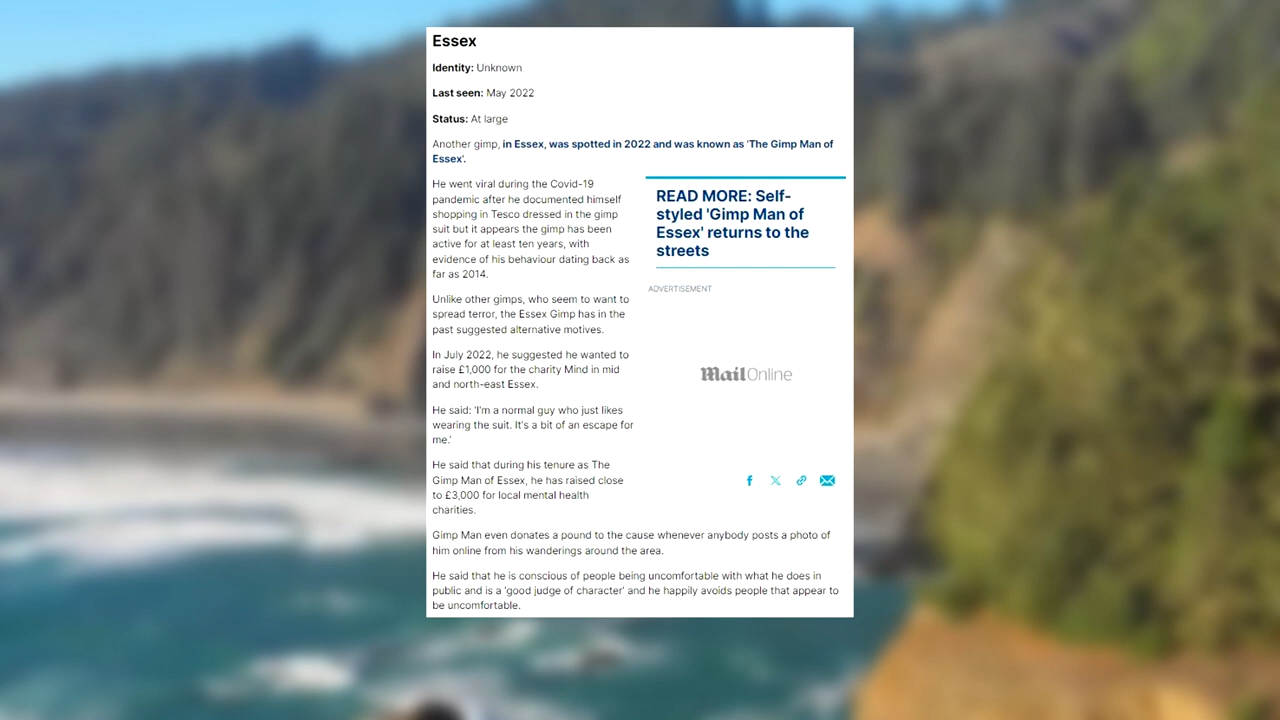 Essex
Identity: Unknown
Last seen: May 2022
Status: At large
Another gimp, in Essex, was spotted in 2022 and was known as 'The Gimp Man of
Essex'.
He went viral during the Covid-19
pandemic after he documented himself
shopping in Tesco dressed in the gimp
suit but it appears the gimp has been
active for at least ten years, with
evidence of his behaviour dating back as
far as 2014.
Unlike other gimps, who seem to want to
spread terror, the Essex Gimp has in the
past suggested alternative motives.
In July 2022, he suggested he wanted to
raise £1,000 for the charity Mind in mid
and north-east Essex.
He said: 'I'm a normal guy who just likes
wearing the suit. It's a bit of an escape for
me.'
He said that during his tenure as The
Gimp Man of Essex, he has raised close
to £3,000 for local mental health
charities.
READ MORE: Self-
styled 'Gimp Man of
Essex' returns to the
streets
ADVERTISEMENT
Mail Online
Gimp Man even donates a pound to the cause whenever anybody posts a photo of
him online from his wanderings around the area.
He said that he is conscious of people being uncomfortable with what he does in
public and is a 'good judge of character' and he happily avoids people that appear to
be uncomfortable.